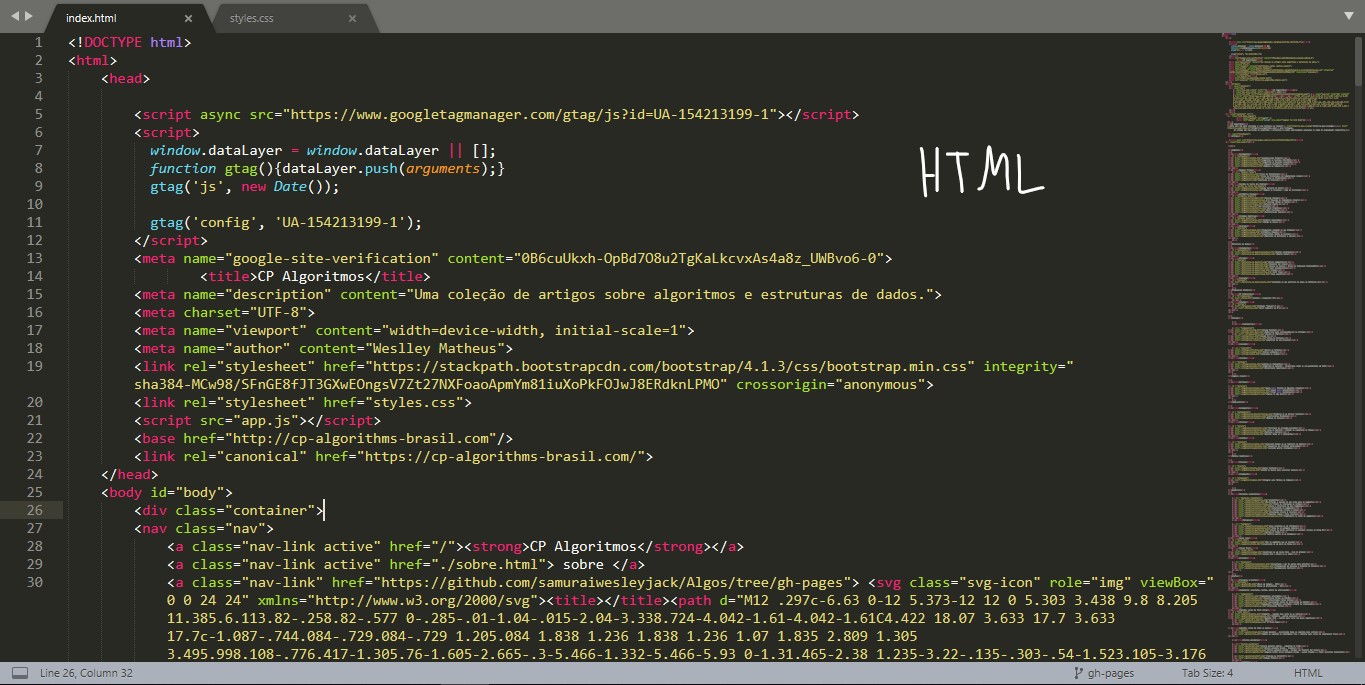 index.html × styles.css ×
1 <!DOCTYPE html>
2 <html>
3 <head>
4
5 <script async src="https://www.googletagmanager.com/gtag/js?id=UA-154213199-1"></script>
6 <script>
7 window.dataLayer = window.dataLayer || [];
8 function gtag(){dataLayer.push(arguments);}
9 gtag('js', new Date());
10
11 gtag('config', 'UA-154213199-1');
12 </script>
13 <meta name="google-site-verification" content="0B6cuUkxh-OpBd7O8u2TgKaLkcvxAs4a8z_UWBvo6-0">
14 <title>CP Algoritmos</title>
15 <meta name="description" content="Uma coleção de artigos sobre algoritmos e estruturas de dados.">
16 <meta charset="UTF-8">
17 <meta name="viewport" content="width=device-width, initial-scale=1">
18 <meta name="author" content="Weslley Matheus">
19 <link rel="stylesheet" href="https://stackpath.bootstrapcdn.com/bootstrap/4.1.3/css/bootstrap.min.css" integrity="
sha384-MCw98/SFnGE8fJT3GXwEOngsV7Zt27NXFoaoApmYm81iuXoPkFOJwJ8ERdknLPMO" crossorigin="anonymous">
20 <link rel="stylesheet" href="styles.css">
21 <script src="app.js"></script>
22 <base href="http://cp-algorithms-brasil.com"/>
23 <link rel="canonical" href="https://cp-algorithms-brasil.com/">
24 </head>
25 <body id="body">
26 <div class="container">
27 <nav class="nav">
28 <a class="nav-link active" href="/"><strong>CP Algoritmos</strong></a>
29 <a class="nav-link active" href="./sobre.html"> sobre </a>
30 <a class="nav-link" href="https://github.com/samuraiwesleyjack/Algos/tree/gh-pages"> <svg class="svg-icon" role="img" viewBox="
0 0 24 24" xmlns="http://www.w3.org/2000/svg"><title></title><path d="M12 .297c-6.63 0-12 5.373-12 12 0 5.303 3.438 9.8 8.205
11.385.6.113.82-.258.82-.577 0-.285-.01-1.04-.015-2.04-3.338.724-4.042-1.61-4.042-1.61C4.422 18.07 3.633 17.7 3.633
17.7c-1.087-.744.084-.729.084-.729 1.205.084 1.838 1.236 1.838 1.236 1.07 1.835 2.809 1.305
3.495.998.108-.776.417-1.305.76-1.605-2.665-.3-5.466-1.332-5.466-5.93 0-1.31.465-2.38 1.235-3.22-.135-.303-.54-1.523.105-3.176
HTML
Line 26, Column 32 gh-pages Tab Size: 4 HTML